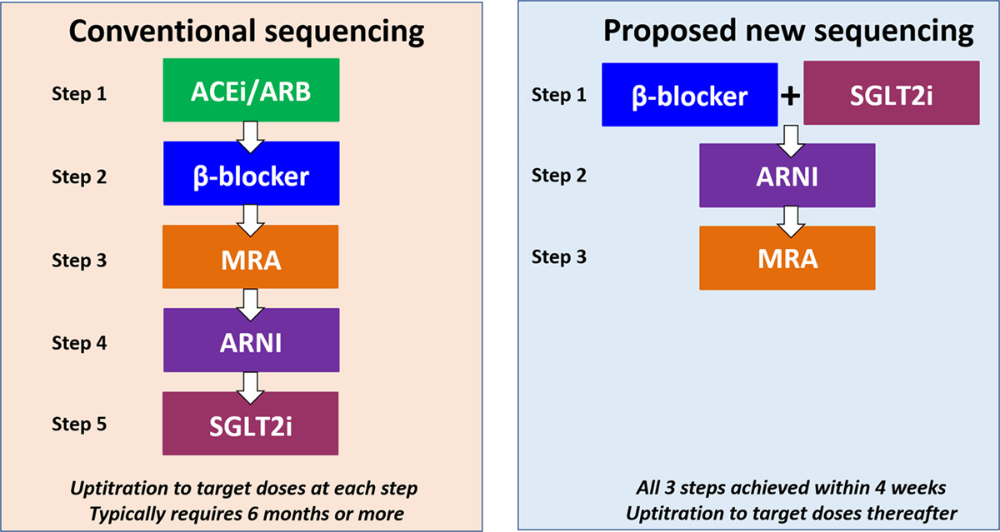 Conventional sequencing
Step 1
ACEi/ARB
Step 2
β-blocker
Step 3
MRA
Step 4
ARNI
Step 5
SGLT2i
Uptitration to target doses at each step
Typically requires 6 months or more
Proposed new sequencing
Step 1
β-blocker + SGLT2i
Step 2
ARNI
Step 3
MRA
All 3 steps achieved within 4 weeks
Uptitration to target doses thereafter